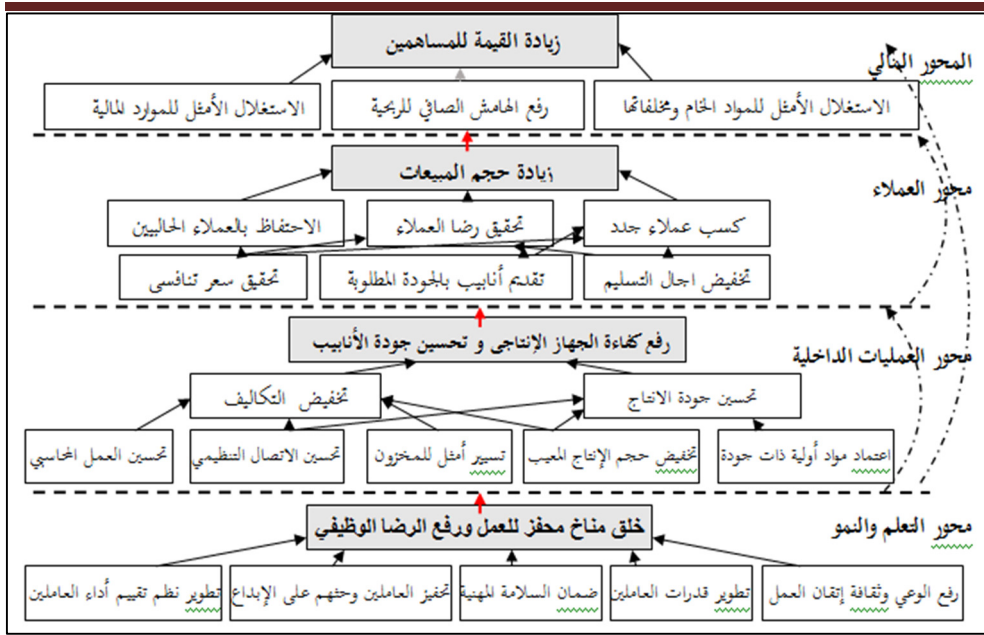 زيادة القيمة للمساهمين
المحور المالي
الاستغلال الأمثل للمواد الخام ومخلفاتها
رفع الهامش الصافي للربحية
الاستغلال الأمثل للموارد المالية
زيادة حجم المبيعات
محور العملاء
كسب عملاء جدد
تحقيق رضا العملاء
الاحتفاظ بالعملاء الحاليين
تخفيض اجال التسليم
تقديم أنابيب بالجودة المطلوبة
تحقيق سعر تنافسي
رفع كفاءة الجهاز الإنتاجي و تحسين جودة الأنابيب
محور العمليات الداخلية
تحسين جودة الانتاج
تخفيض التكاليف
اعتماد مواد أولية ذات جودة
تخفيض حجم الإنتاج المعيب
تسيير أمثل للمخزون
تحسين الاتصال التنظيمي
تحسين العمل المحاسبي
محور التعلم والنمو
خلق مناخ محفز للعمل ورفع الرضا الوظيفي
رفع الوعي وثقافة إتقان العمل
تطوير قدرات العاملين
ضمان السلامة المهنية
تحفيز العاملين وحثهم على الإبداع
تطوير نظم تقييم أداء العاملين